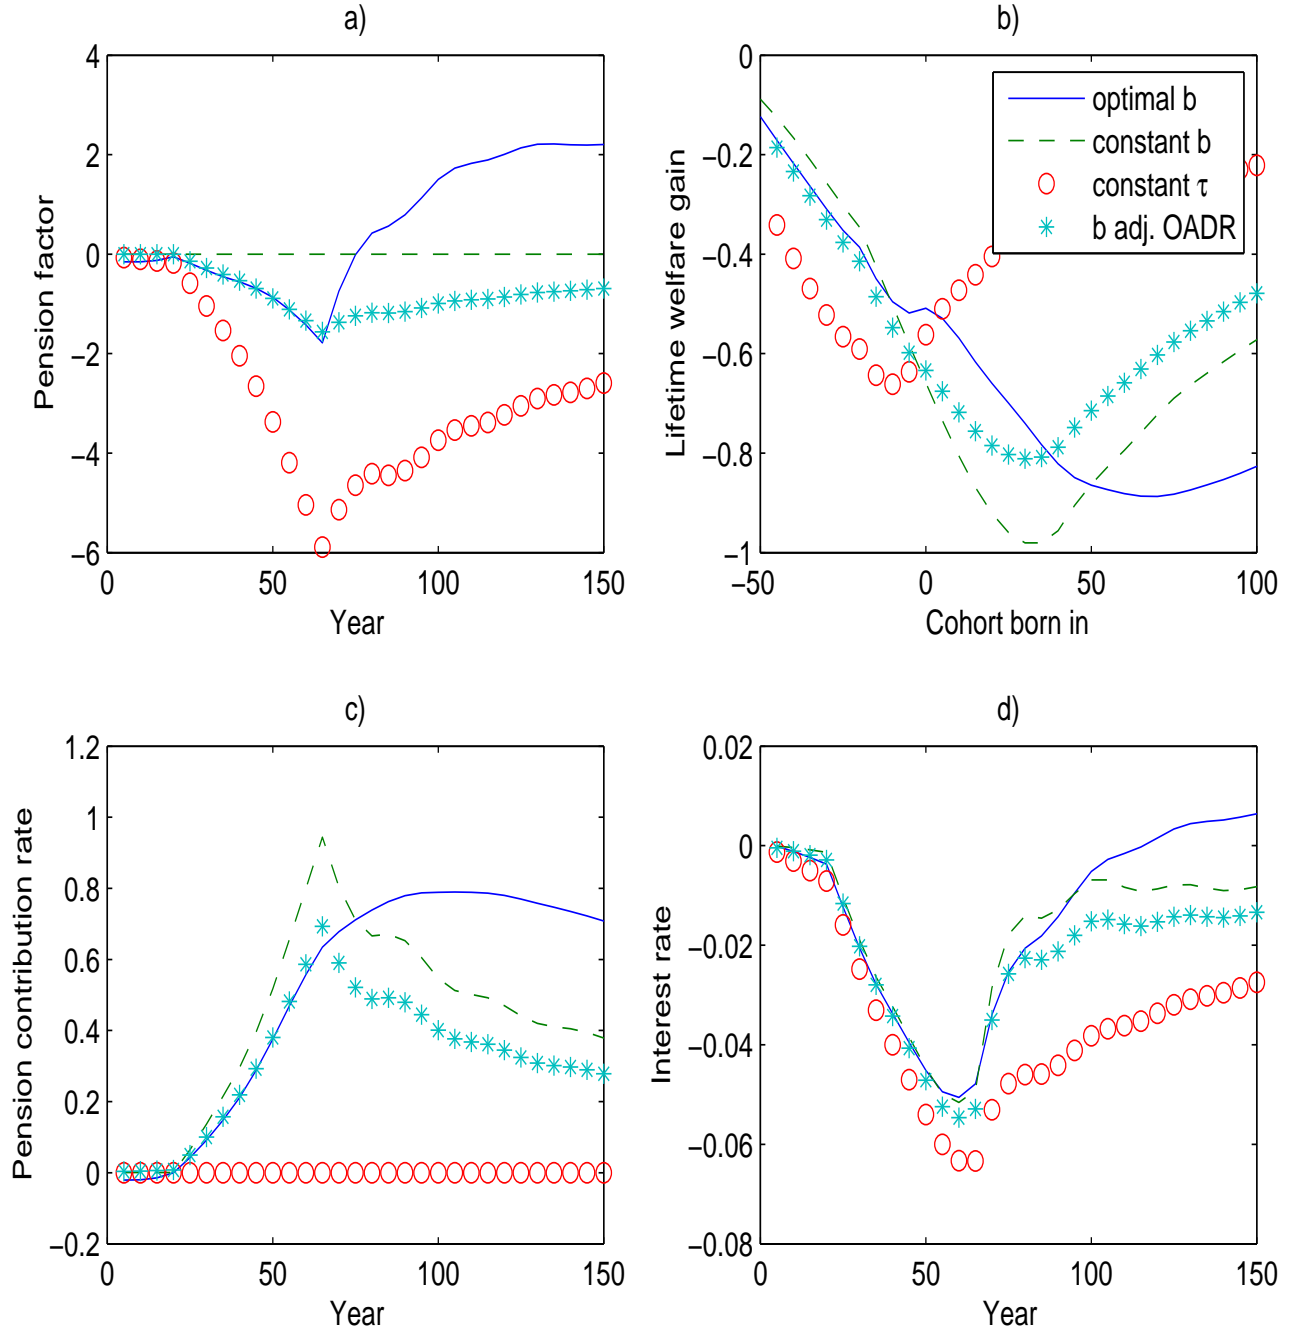 a)
4
2
0
−2
−4
−6
0
50
100
150
Pension factor
Year
b)
0
−0.2
−0.4
−0.6
−0.8
−1
−50
0
50
100
Lifetime welfare gain
Cohort born in
optimal b
constant b
constant τ
b adj. OADR
c)
1.2
1
0.8
0.6
0.4
0.2
0
−0.2
0
50
100
150
Pension contribution rate
Year
d)
0.02
0
−0.02
−0.04
−0.06
−0.08
0
50
100
150
Interest rate
Year